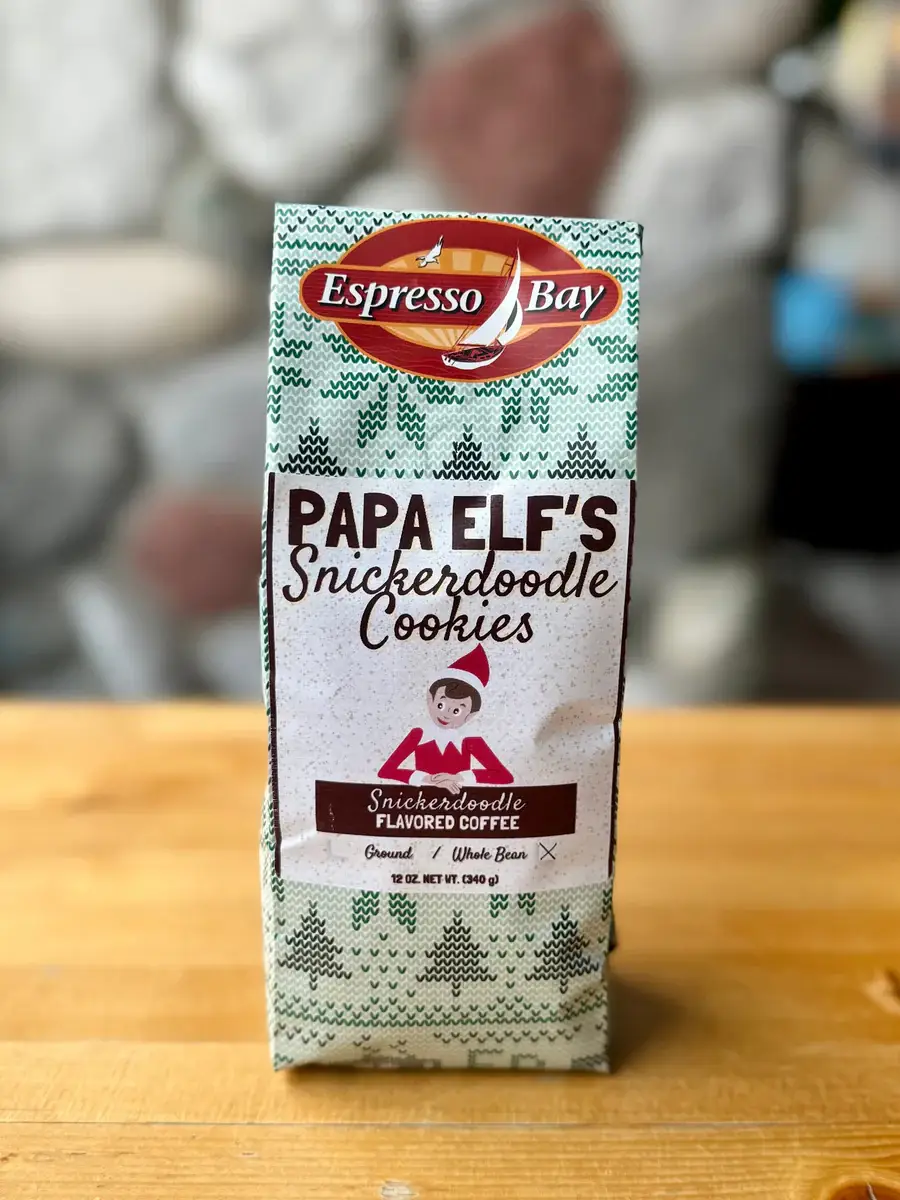 Espresso Bay
PAPA ELF'S
Snickerdoodle
Cookies
Snickerdoodle
FLAVORED COFFEE
Ground / Whole Bean
12 OZ. NET WT. (340 g)